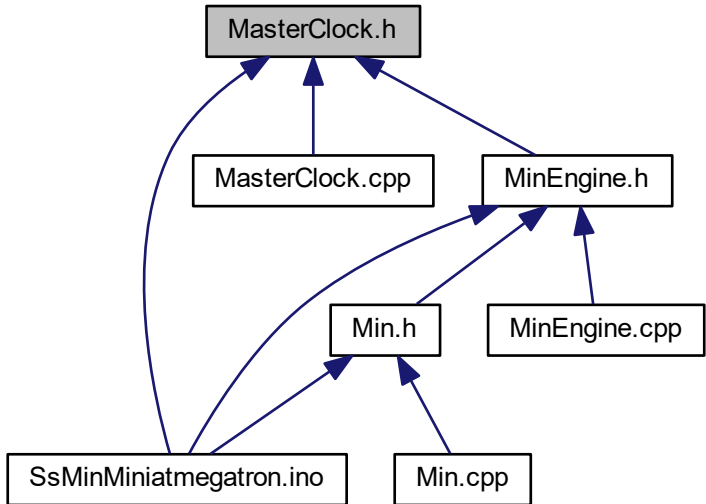 MasterClock.h
MasterClock.cpp
MinEngine.h
Min.h
MinEngine.cpp
SsMinMiniatmegatron.ino
Min.cpp